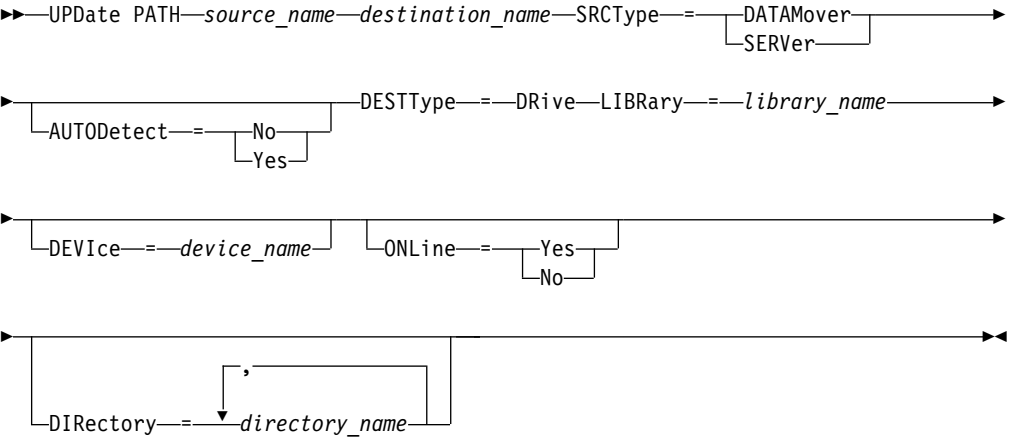 UPDate PATH source_name destination_name SRCType = DATAMover
SERVer
AUTODetect = No
Yes
DESTType = DRive LIBRary = library_name
DEVIce = device_name
ONLine = Yes
No
,
DIRectory = directory_name